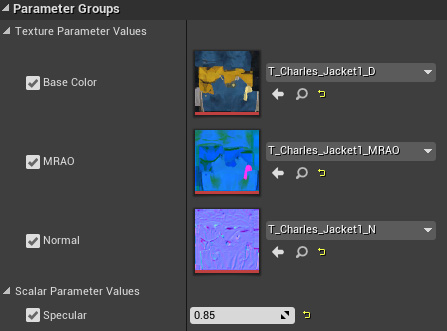 Parameter Groups
Texture Parameter Values
Base Color
T_Charles_Jacket1_D
MRAO
T_Charles_Jacket1_MRAO
Normal
T_Charles_Jacket1_N
Scalar Parameter Values
Specular
0.85